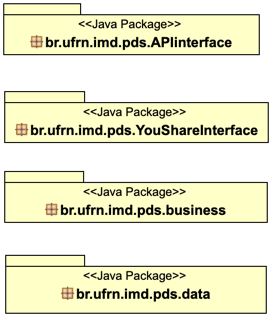 <<Java Package>>
br.ufrn.imd.pds.APIinterface
<<Java Package>>
br.ufrn.imd.pds.YouShareInterface
<<Java Package>>
br.ufrn.imd.pds.business
<<Java Package>>
br.ufrn.imd.pds.data